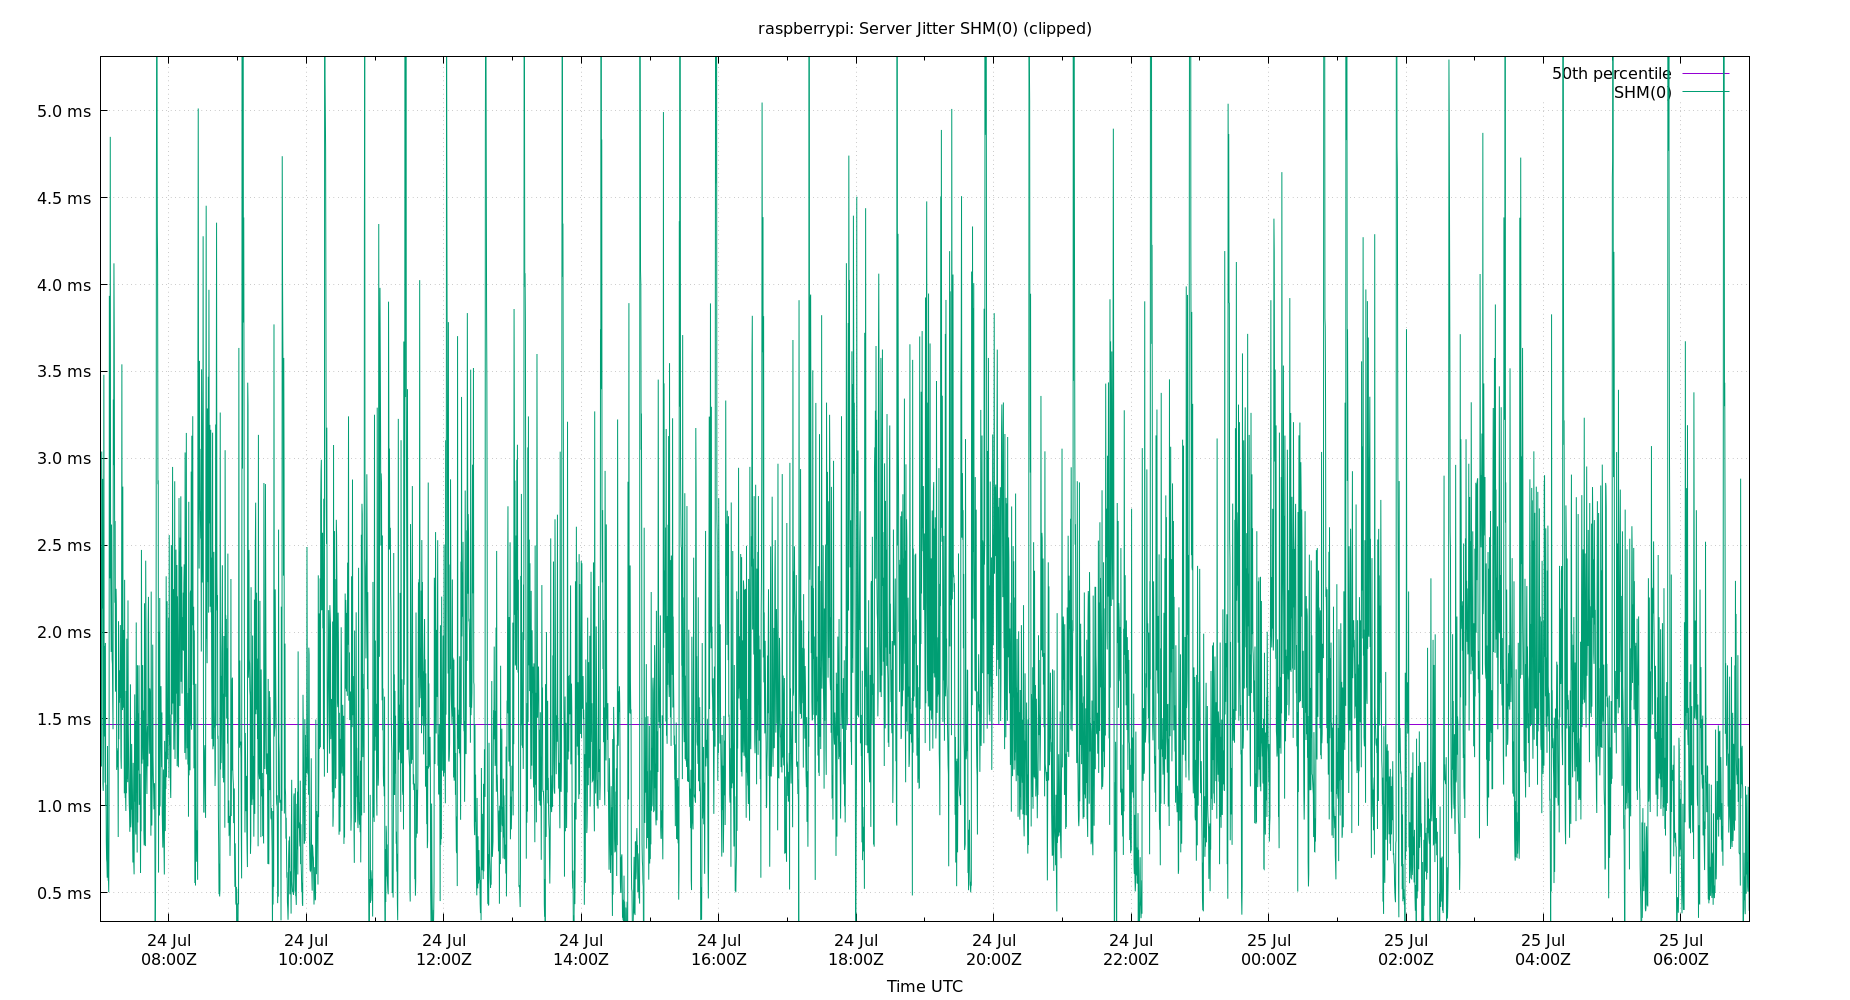 raspberrypi: Server Jitter SHM(0) (clipped)
50th percentile
SHM(0)
5.0 ms
4.5 ms
4.0 ms
3.5 ms
3.0 ms
2.5 ms
2.0 ms
1.5 ms
1.0 ms
0.5 ms
24 Jul 24 Jul 24 Jul 24 Jul 24 Jul 24 Jul 24 Jul 24 Jul 25 Jul 25 Jul 25 Jul 25 Jul
08:00Z 10:00Z 12:00Z 14:00Z 16:00Z 18:00Z 20:00Z 22:00Z 00:00Z 02:00Z 04:00Z 06:00Z
Time UTC